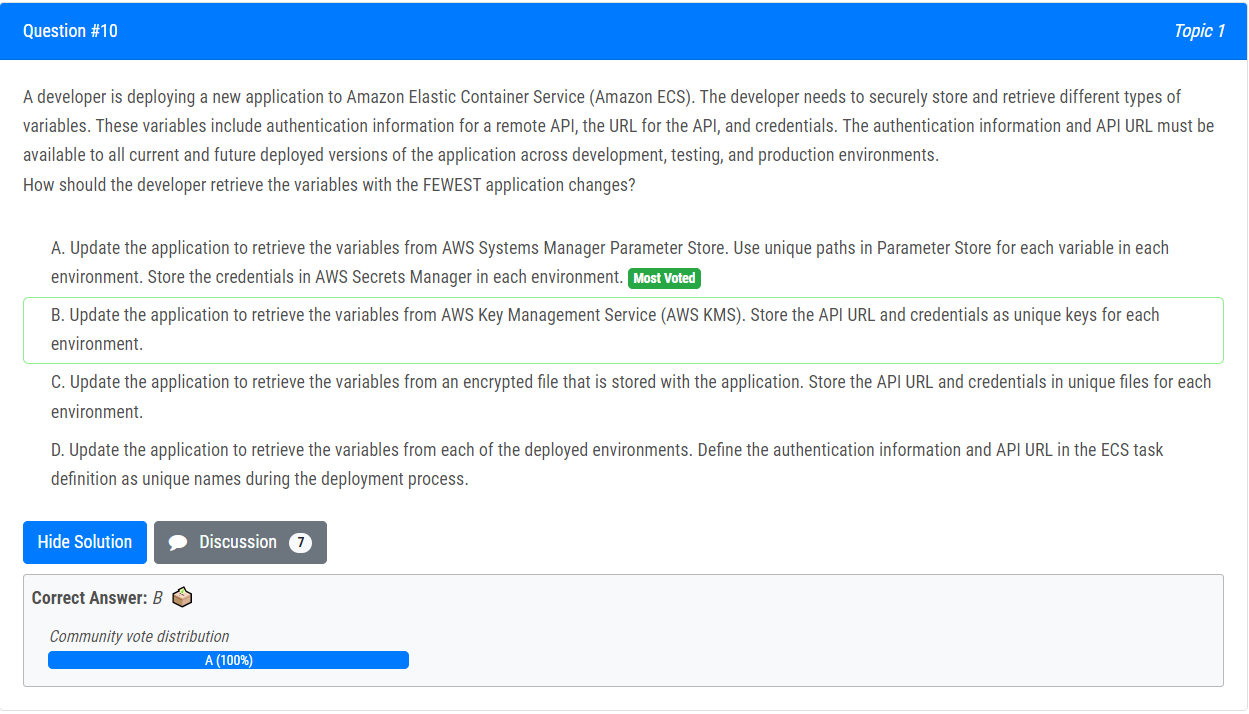 Question #10
Topic 1
A developer is deploying a new application to Amazon Elastic Container Service (Amazon ECS). The developer needs to securely store and retrieve different types of
variables. These variables include authentication information for a remote API, the URL for the API, and credentials. The authentication information and API URL must be
available to all current and future deployed versions of the application across development, testing, and production environments.
How should the developer retrieve the variables with the FEWEST application changes?
A. Update the application to retrieve the variables from AWS Systems Manager Parameter Store. Use unique paths in Parameter Store for each variable in each
environment. Store the credentials in AWS Secrets Manager in each environment. Most Voted
B. Update the application to retrieve the variables from AWS Key Management Service (AWS KMS). Store the API URL and credentials as unique keys for each
environment.
C. Update the application to retrieve the variables from an encrypted file that is stored with the application. Store the API URL and credentials in unique files for each
environment.
D. Update the application to retrieve the variables from each of the deployed environments. Define the authentication information and API URL in the ECS task
definition as unique names during the deployment process.
Hide Solution
Discussion 7
Correct Answer: B
Community vote distribution
A (100%)